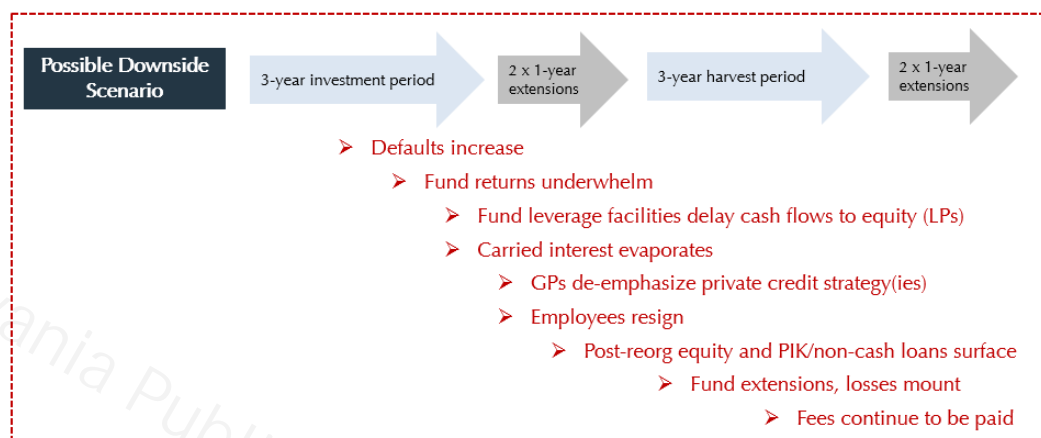 Possible Downside
Scenario
3-year investment period
2 x 1-year
extensions
3-year harvest period
2 x 1-year
extensions
➢ Defaults increase
➢ Fund returns underwhelm
➢ Fund leverage facilities delay cash flows to equity (LPs)
➢ Carried interest evaporates
➢ GPs de-emphasize private credit strategy(ies)
➢ Employees resign
➢ Post-reorg equity and PIK/non-cash loans surface
➢ Fund extensions, losses mount
➢ Fees continue to be paid